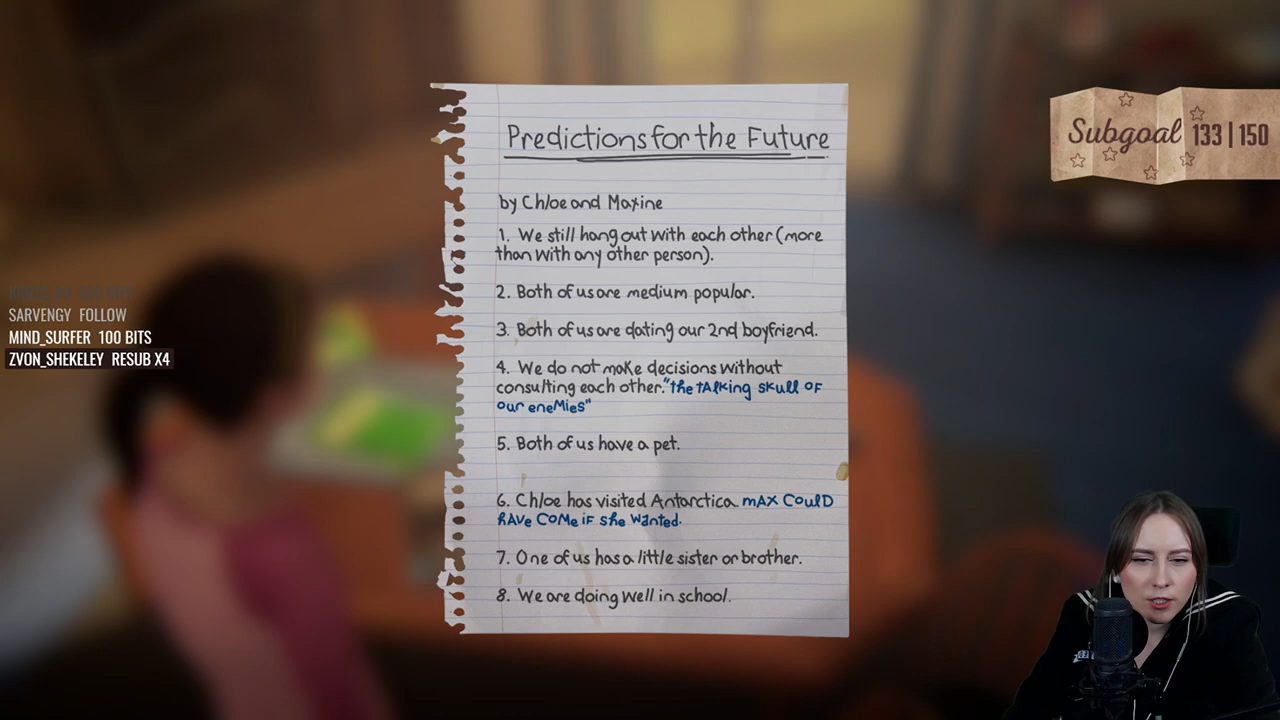 Predictions for the Future
by Chloe and Maxine
1. We still hang out with each other (more
than with any other person).
2. Both of us are medium popular.
3. Both of us are dating our 2nd boyfriend.
4. We do not make decisions without
consulting each other. "the tALking skull OF
our eneMies"
5. Both of us have a pet.
6. Chloe has visited Antarctica. mAX CouLD
hAve CoMe iF She wanted.
7. One of us has a little sister or brother.
8. We are doing well in school.
Subgoal 133 | 150
SARVENGY FOLLOW
MIND_SURFER 100 BITS
ZVON_SHEKELEY RESUB X4